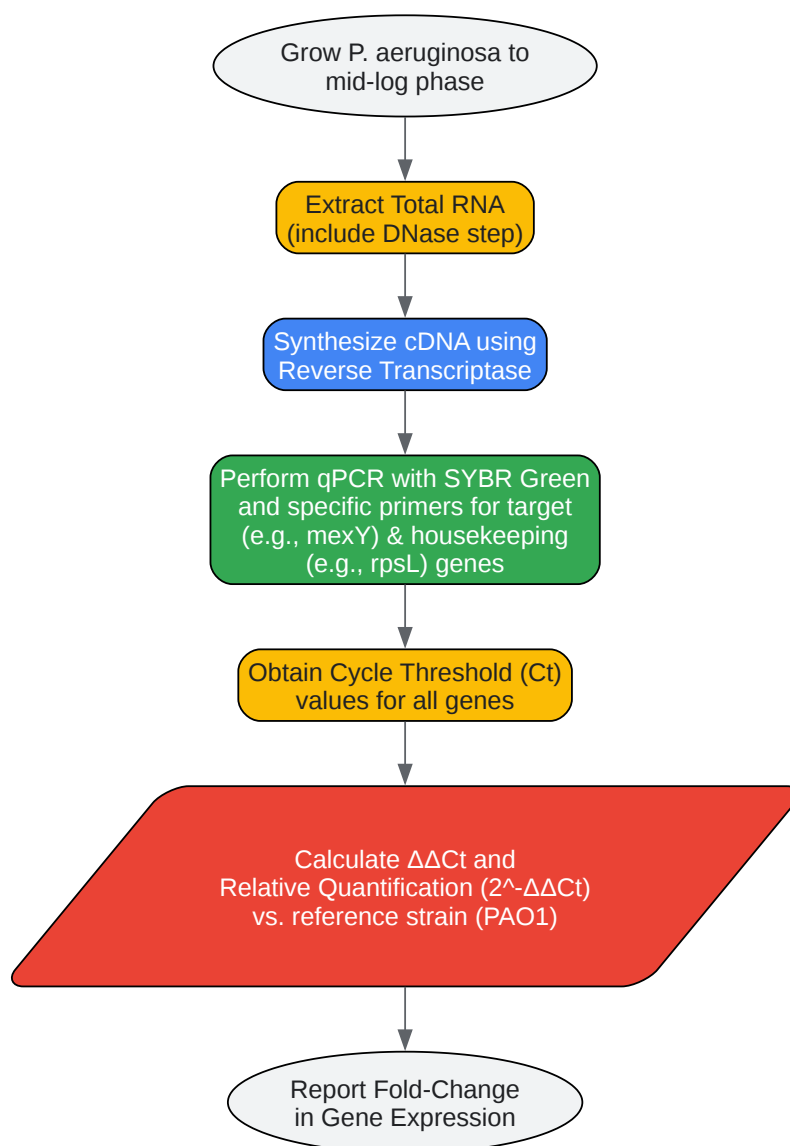 Grow P. aeruginosa to
mid-log phase
Extract Total RNA
(include DNase step)
Synthesize cDNA using
Reverse Transcriptase
Perform qPCR with SYBR Green
and specific primers for target
(e.g., mexY) & housekeeping
(e.g., rpsL) genes
Obtain Cycle Threshold (Ct)
values for all genes
Calculate ΔΔCt and
Relative Quantification (2^-ΔΔCt)
vs. reference strain (PAO1)
Report Fold-Change
in Gene Expression